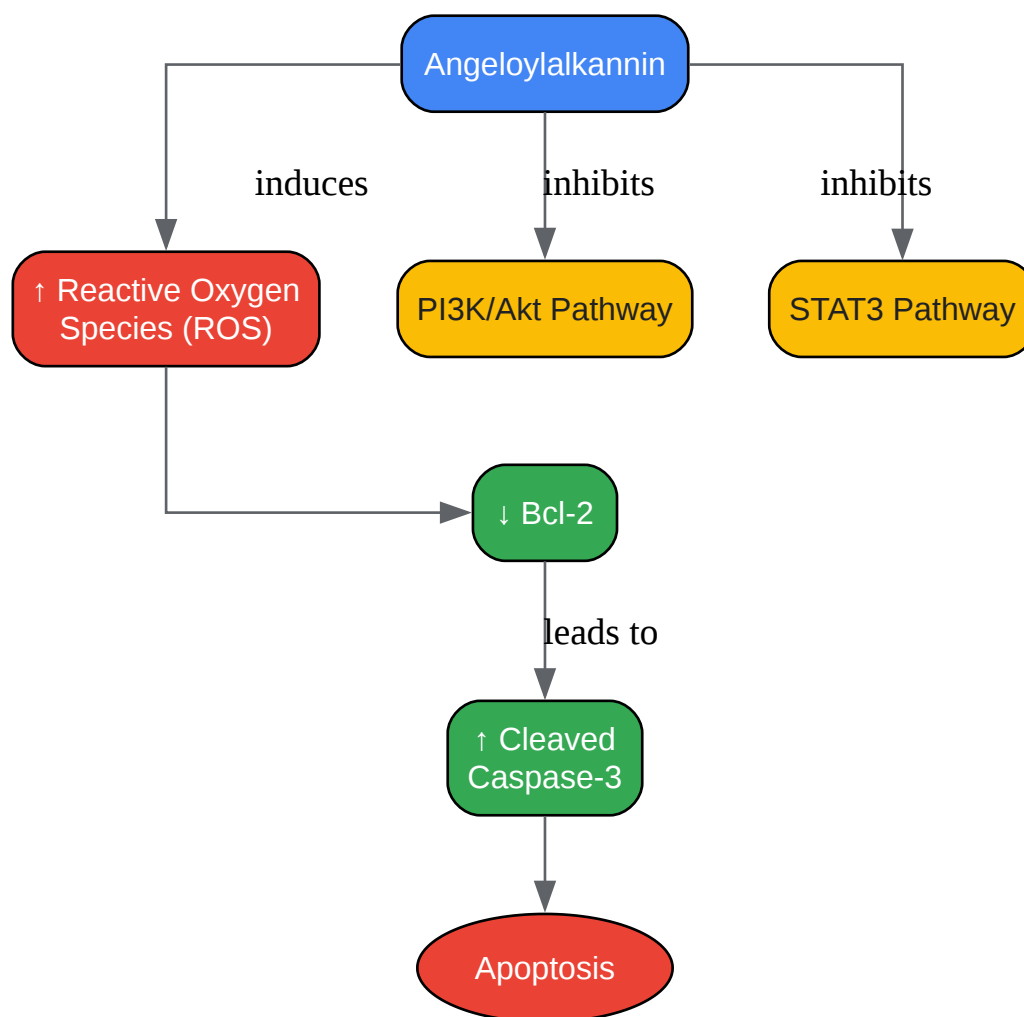 Angeloylalkannin
induces
inhibits
inhibits
↑ Reactive Oxygen
Species (ROS)
PI3K/Akt Pathway
STAT3 Pathway
↓ Bcl-2
leads to
↑ Cleaved
Caspase-3
Apoptosis